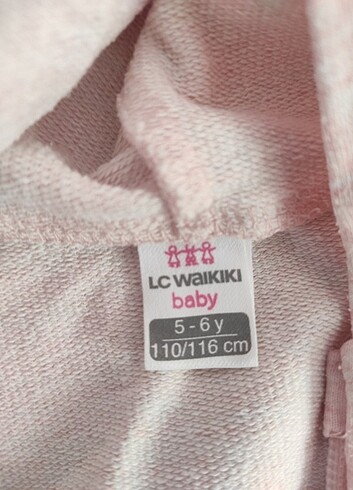 LC WAIKIKI
baby
5 - 6 y
110/116 cm